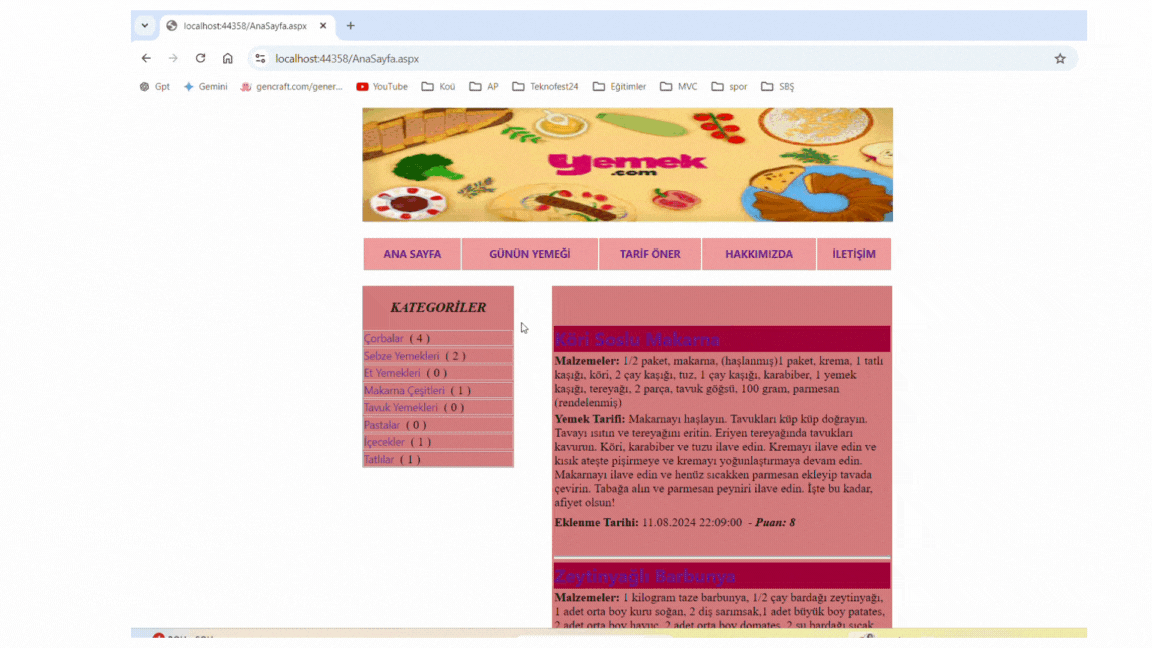 localhost:44358/AnaSayfa.aspx
localhost:44358/AnaSayfa.aspx
Gpt Gemini gencraft.com/gener... YouTube Koü AP Teknofest24 Eğitimler MVC spor SBŞ
Yemek
.com
ANA SAYFA GÜNÜN YEMEĞİ TARİF ÖNER HAKKIMIZDA İLETİŞİM
KATEGORİLER
Çorbalar ( 4 )
Sebze Yemekleri ( 2 )
Et Yemekleri ( 0 )
Makarna Çeşitleri ( 1 )
Tavuk Yemekleri ( 0 )
Pastalar ( 0 )
İçecekler ( 1 )
Tatlılar ( 1 )
Köri Soslu Makarna
Malzemeler: 1/2 paket, makarna, (haşlanmış)1 paket, krema, 1 tatlı
kaşığı, köri, 2 çay kaşığı, tuz, 1 çay kaşığı, karabiber, 1 yemek
kaşığı, tereyağı, 2 parça, tavuk göğsü, 100 gram, parmesan
(rendelenmiş)
Yemek Tarifi: Makarnayı haşlayın. Tavukları küp küp doğrayın.
Tavayı ısıtın ve tereyağını eritin. Eriyen tereyağında tavukları
kavurun. Köri, karabiber ve tuzu ilave edin. Kremayı ilave edin ve
kısık ateşte pişirmeye ve kremayı yoğunlaştırmaya devam edin.
Makarnayı ilave edin ve henüz sıcakken parmesan ekleyip tavada
çevirin. Tabağa alın ve parmesan peyniri ilave edin. İşte bu kadar,
afiyet olsun!
Eklenme Tarihi: 11.08.2024 22:09:00 - Puan: 8
Zeytinyağlı Barbunya
Malzemeler: 1 kilogram taze barbunya, 1/2 çay bardağı zeytinyağı,
1 adet orta boy kuru soğan, 2 diş sarımsak,1 adet büyük boy patates,
2 adet orta boy havuç, 2 adet orta boy domates, 2 su bardağı sıcak